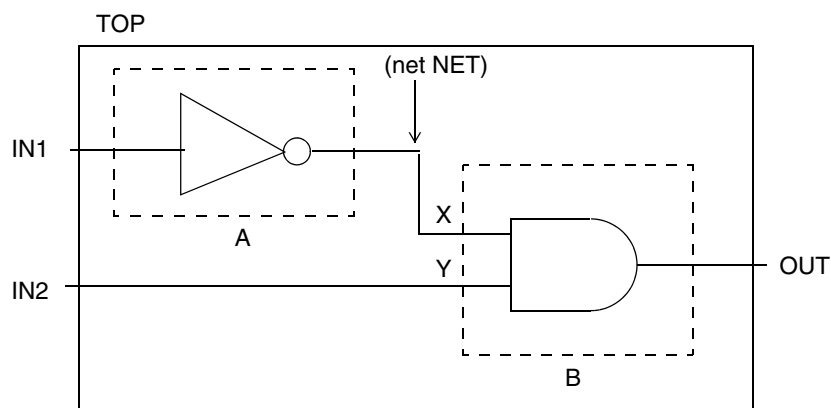 TOP
(net NET)
IN1
A
X
Y
IN2
OUT
B